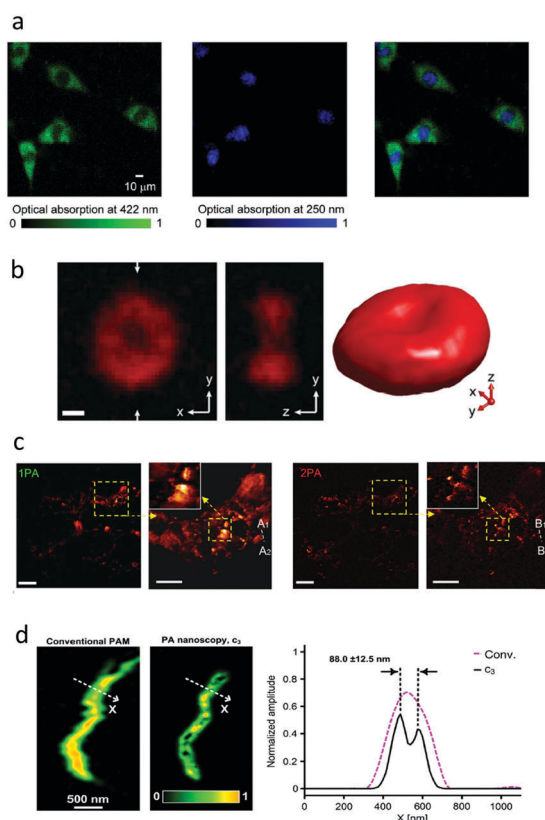 a
10 μm
Optical absorption at 422 nm
0 1
Optical absorption at 250 nm
0 1
b
y
x
y
z
z
x
y
c
1PA
A1
A2
2PA
B1
B
d
Conventional PAM
X
500 nm
PA nanoscopy, c3
X
0 1
88.0 ±12.5 nm
Conv.
c3
Normalized amplitude
1
0.8
0.6
0.4
0.2
0
0 200 400 600 800 1000
X [nm]